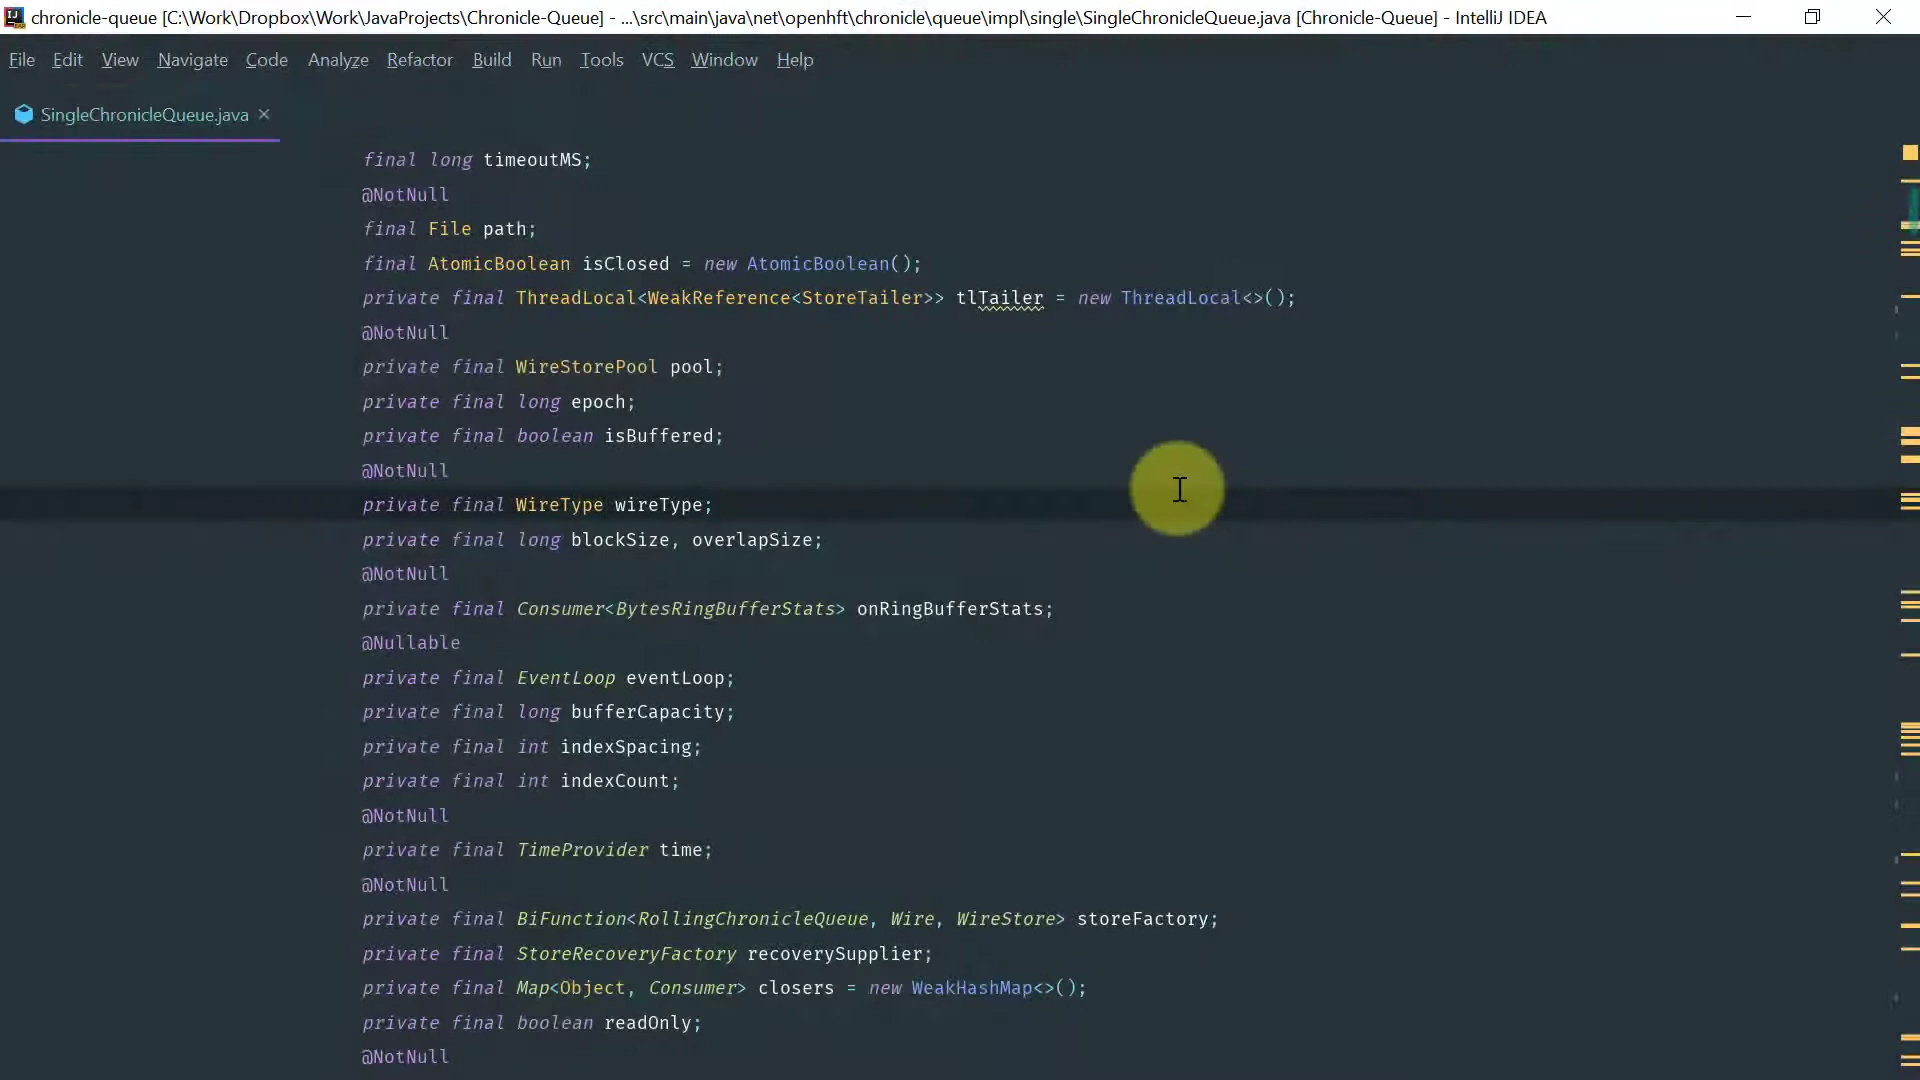 chronicle-queue [C:\Work\Dropbox\Work\JavaProjects\Chronicle-Queue] - ...\src\main\java\net\openhft\chronicle\queue\impl\single\SingleChronicleQueue.java [Chronicle-Queue] - IntelliJ IDEA
File Edit View Navigate Code Analyze Refactor Build Run Tools VCS Window Help
SingleChronicleQueue.java
final long timeoutMS;
@NotNull
final File path;
final AtomicBoolean isClosed = new AtomicBoolean();
private final ThreadLocal<WeakReference<StoreTailer>> tlTailer = new ThreadLocal<>();
@NotNull
private final WireStorePool pool;
private final long epoch;
private final boolean isBuffered;
@NotNull
private final WireType wireType;
private final long blockSize, overlapSize;
@NotNull
private final Consumer<BytesRingBufferStats> onRingBufferStats;
@Nullable
private final EventLoop eventLoop;
private final long bufferCapacity;
private final int indexSpacing;
private final int indexCount;
@NotNull
private final TimeProvider time;
@NotNull
private final BiFunction<RollingChronicleQueue, Wire, WireStore> storeFactory;
private final StoreRecoveryFactory recoverySupplier;
private final Map<Object, Consumer> closers = new WeakHashMap<>();
private final boolean readOnly;
@NotNull